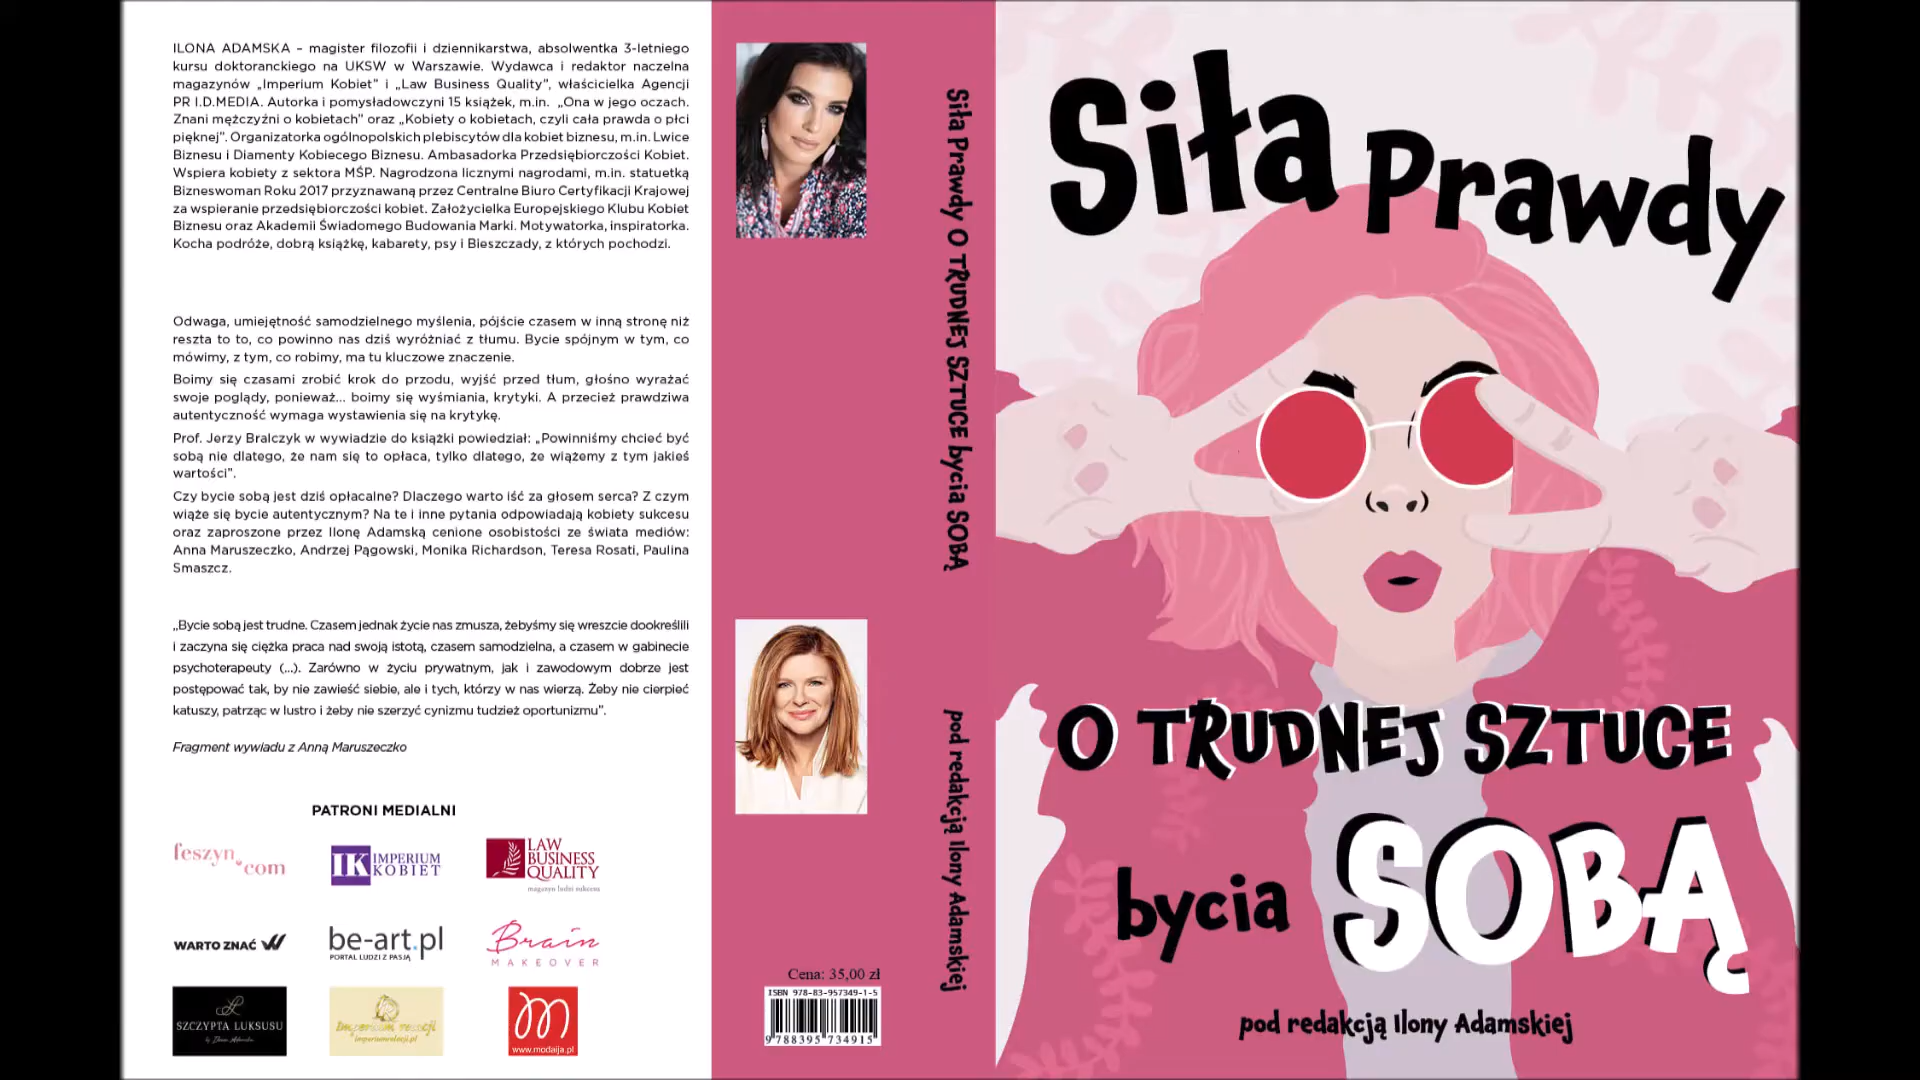 ILONA ADAMSKA – magister filozofii i dziennikarstwa, absolwentka 3-letniego
kursu doktoranckiego na UKSW w Warszawie. Wydawca i redaktor naczelna
magazynów „Imperium Kobiet” i „Law Business Quality”, właścicielka Agencji
PR I.D.MEDIA. Autorka i pomysładowczyni 15 książek, m.in. „Ona w jego oczach.
Znani mężczyźni o kobietach” oraz „Kobiety o kobietach, czyli cała prawda o płci
pięknej”. Organizatorka ogólnopolskich plebiscytów dla kobiet biznesu, m.in. Lwice
Biznesu i Diamenty Kobiecego Biznesu. Ambasadorka Przedsiębiorczości Kobiet.
Wspiera kobiety z sektora MŚP. Nagrodzona licznymi nagrodami, m.in. statuetką
Bizneswoman Roku 2017 przyznawaną przez Centralne Biuro Certyfikacji Krajowej
za wspieranie przedsiębiorczości kobiet. Założycielka Europejskiego Klubu Kobiet
Biznesu oraz Akademii Świadomego Budowania Marki. Motywatorka, inspiratorka.
Kocha podróże, dobrą książkę, kabarety, psy i Bieszczady, z których pochodzi.
Odwaga, umiejętność samodzielnego myślenia, pójście czasem w inną stronę niż
reszta to to, co powinno nas dziś wyróżniać z tłumu. Bycie spójnym w tym, co
mówimy, z tym, co robimy, ma tu kluczowe znaczenie.
Boimy się czasami zrobić krok do przodu, wyjść przed tłum, głośno wyrażać
swoje poglądy, ponieważ... boimy się wyśmiania, krytyki. A przecież prawdziwa
autentyczność wymaga wystawienia się na krytykę.
Prof. Jerzy Bralczyk w wywiadzie do książki powiedział: „Powinniśmy chcieć być
sobą nie dlatego, że nam się to opłaca, tylko dlatego, że wiążemy z tym jakieś
wartości”.
Czy bycie sobą jest dziś opłacalne? Dlaczego warto iść za głosem serca? Z czym
wiąże się bycie autentycznym? Na te i inne pytania odpowiadają kobiety sukcesu
oraz zaproszone przez Ilonę Adamską cenione osobistości ze świata mediów:
Anna Maruszeczko, Andrzej Pągowski, Monika Richardson, Teresa Rosati, Paulina
Smaszcz.
„Bycie sobą jest trudne. Czasem jednak życie nas zmusza, żebyśmy się wreszcie dookreślili
i zaczyna się ciężka praca nad swoją istotą, czasem samodzielna, a czasem w gabinecie
psychoterapeuty (...). Zarówno w życiu prywatnym, jak i zawodowym dobrze jest
postępować tak, by nie zawieść siebie, ale i tych, którzy w nas wierzą. Żeby nie cierpieć
katuszy, patrząc w lustro i żeby nie szerzyć cynizmu tudzież oportunizmu”.
Fragment wywiadu z Anną Maruszeczko
PATRONI MEDIALNI
feszyn.com
IK IMPERIUM
KOBIET
LAW
BUSINESS
QUALITY
magazyn ludzi sukcesu
WARTO ZNAĆ
be-art.pl
PORTAL LUDZI Z PASJĄ
Brain
MAKEOVER
SZCZYPTA LUKSUSU
by Ilona Adamska
Imperium relacji
imperiumrelacji.pl
m
www.modaija.pl
Cena: 35,00 zł
ISBN 978-83-957349-1-5
9 788395 734915
Siła Prawdy O TRUDNEJ SZTUCE bycia SOBĄ
pod redakcją Ilony Adamskiej
Siła Prawdy
O TRUDNEJ SZTUCE
bycia SOBĄ
pod redakcją Ilony Adamskiej